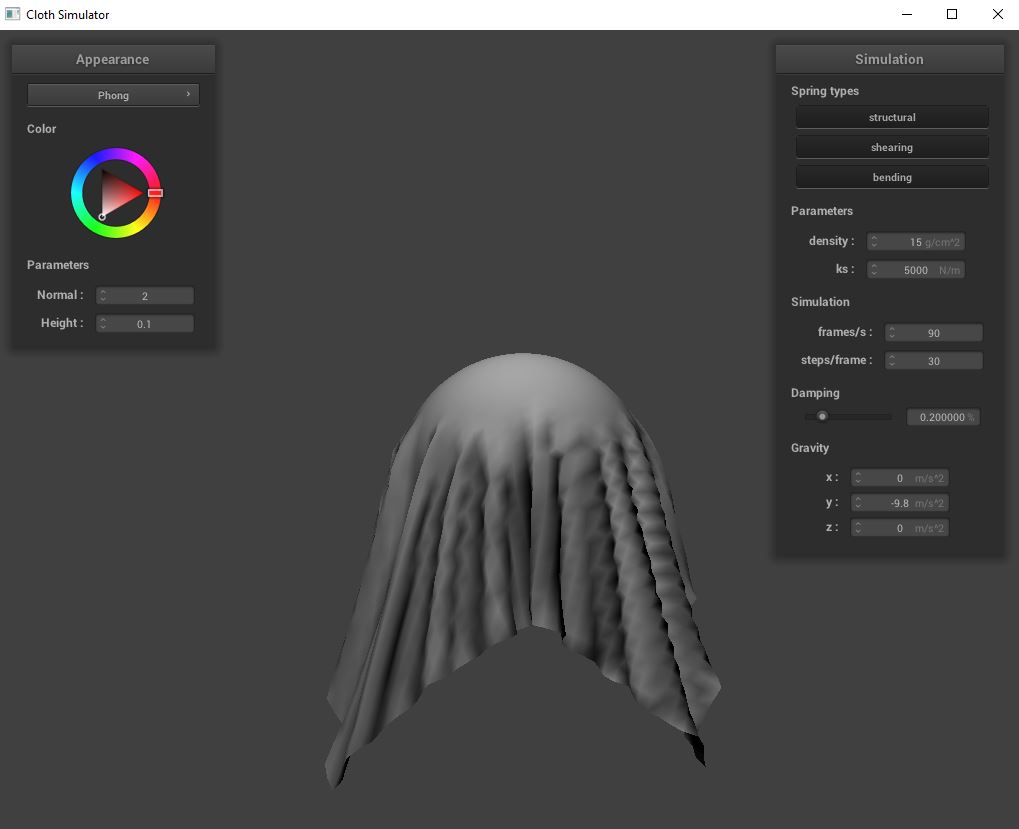 Cloth Simulator
Appearance
Phong
Color
Parameters
Normal : 2
Height : 0.1
Simulation
Spring types
structural
shearing
bending
Parameters
density : 15 g/cm^2
ks : 5000 N/m
Simulation
frames/s : 90
steps/frame : 30
Damping
0.200000 %
Gravity
x : 0 m/s^2
y : -9.8 m/s^2
z : 0 m/s^2